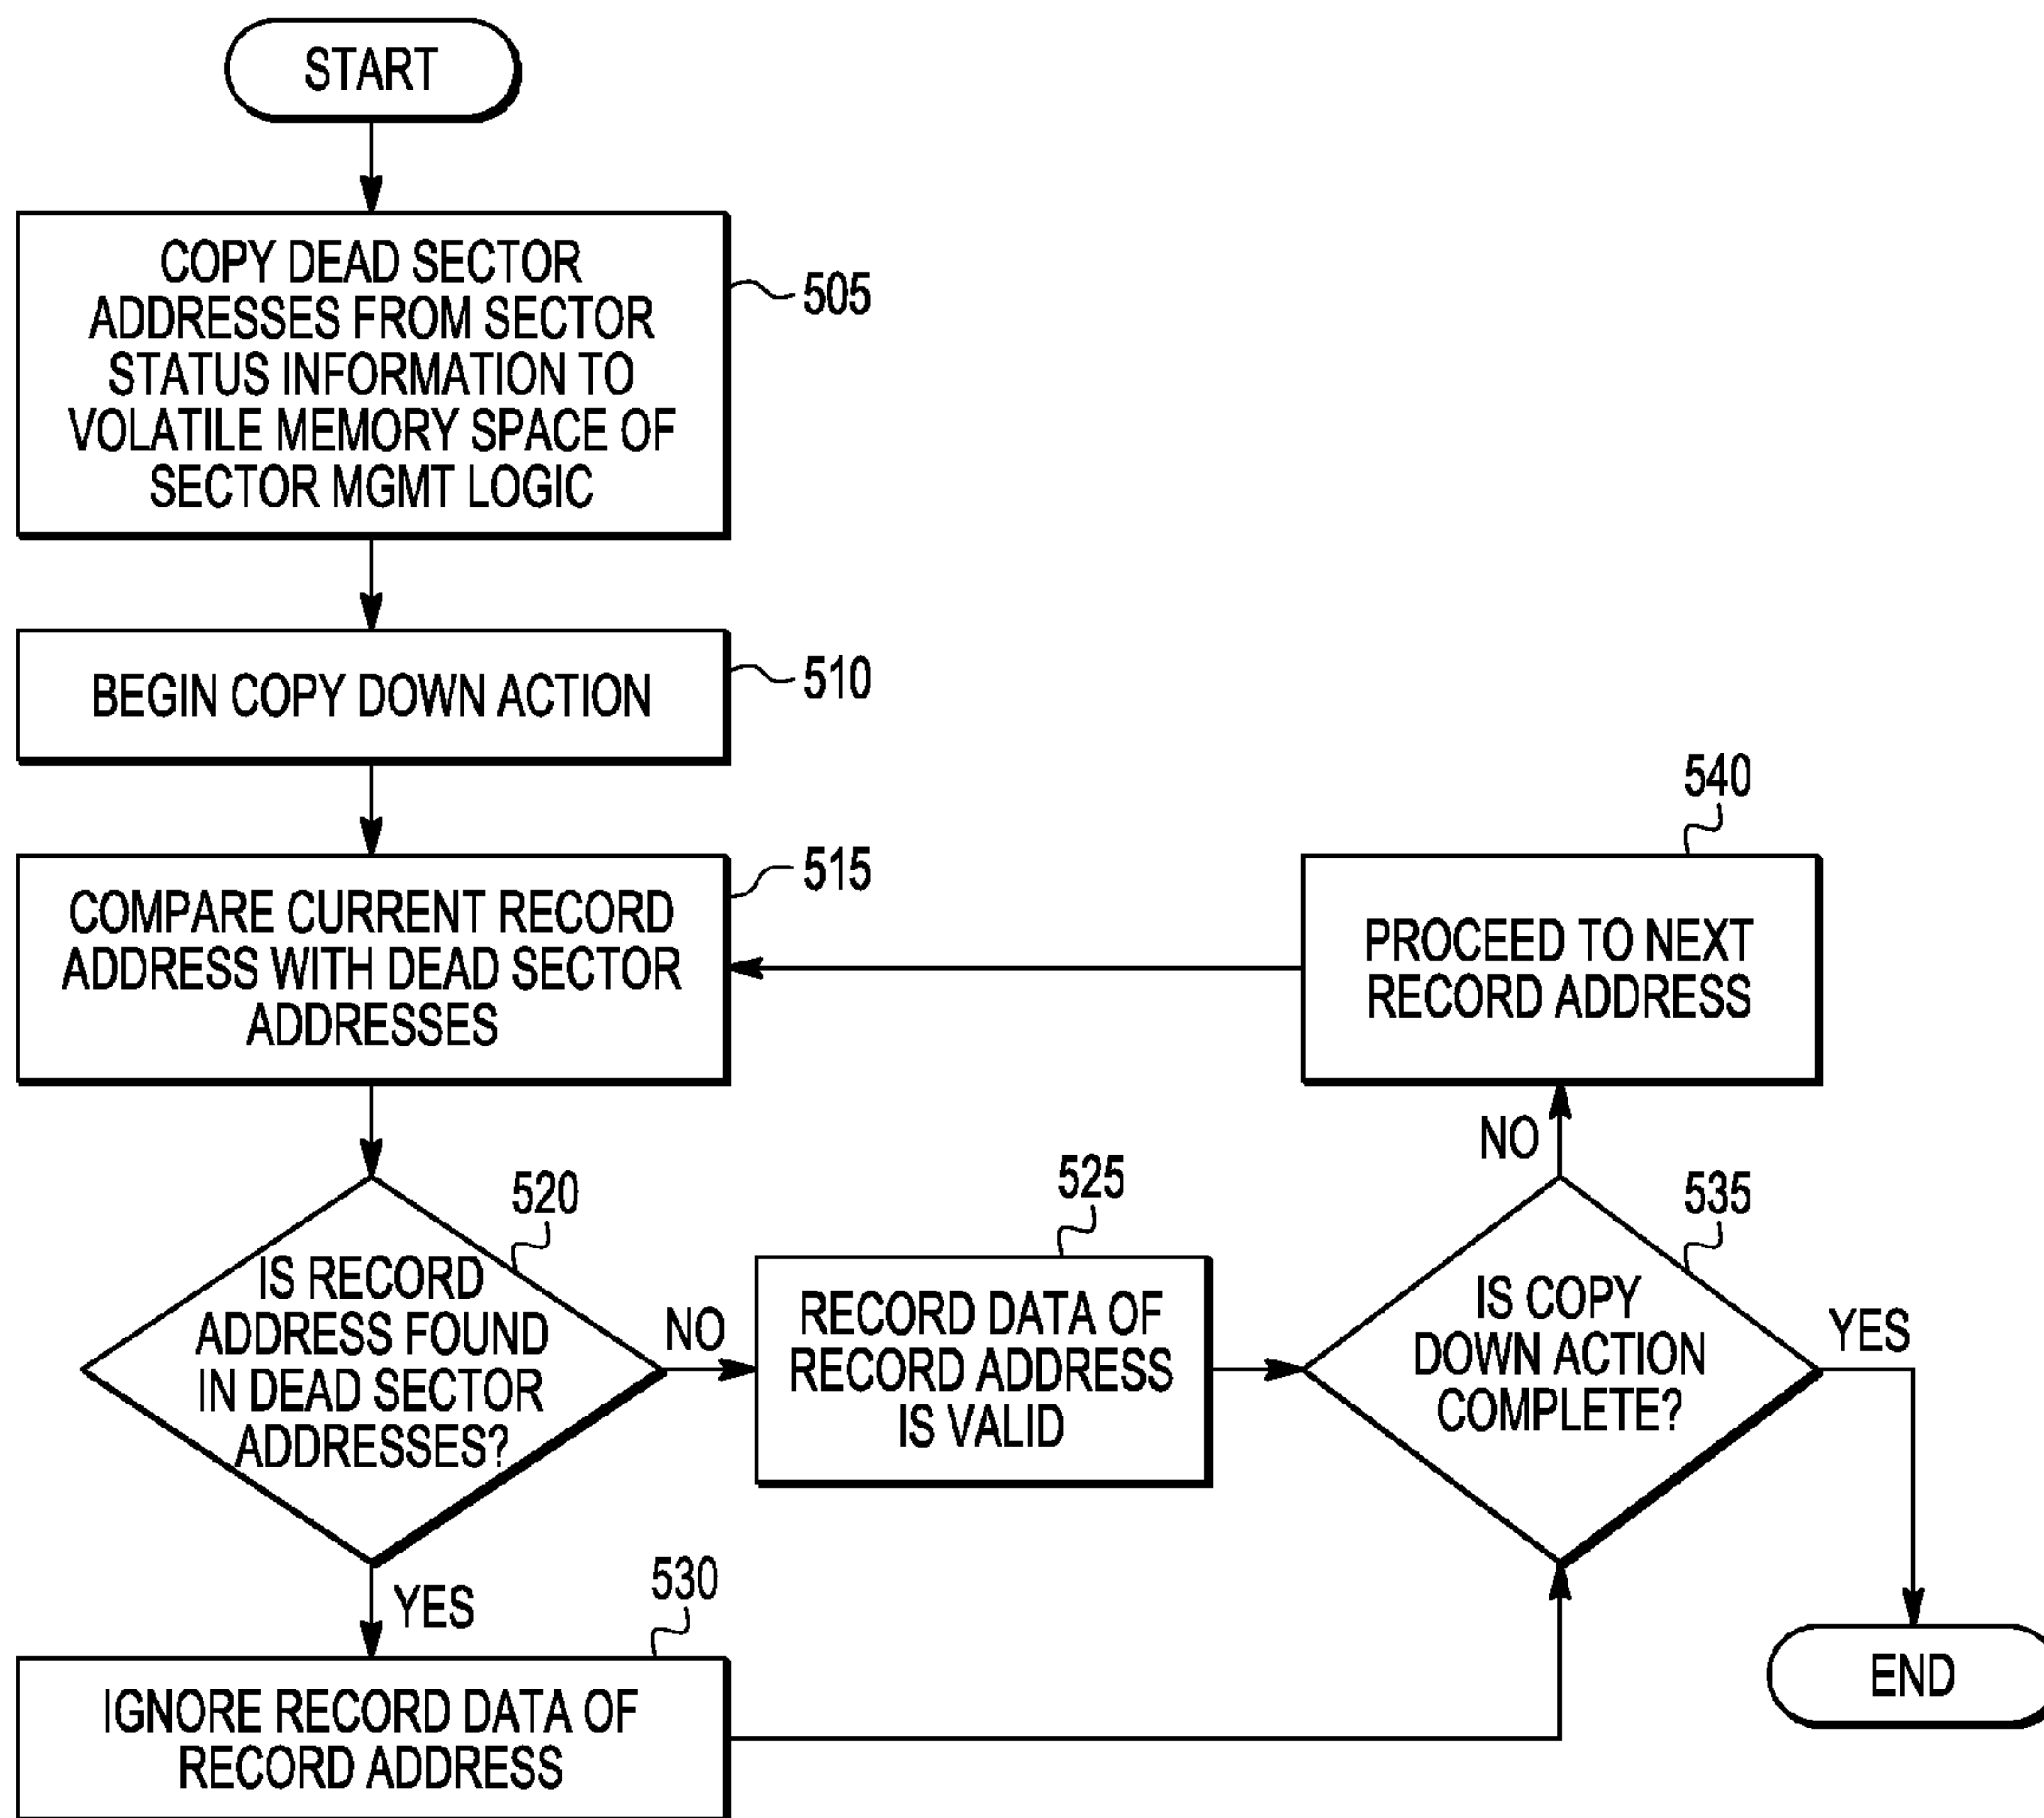 START
COPY DEAD SECTOR
ADDRESSES FROM SECTOR
STATUS INFORMATION TO
VOLATILE MEMORY SPACE OF
SECTOR MGMT LOGIC
505
BEGIN COPY DOWN ACTION
510
COMPARE CURRENT RECORD
ADDRESS WITH DEAD SECTOR
ADDRESSES
515
540
PROCEED TO NEXT
RECORD ADDRESS
520
IS RECORD
ADDRESS FOUND
IN DEAD SECTOR
ADDRESSES?
NO
525
RECORD DATA OF
RECORD ADDRESS
IS VALID
NO
535
IS COPY
DOWN ACTION
COMPLETE?
YES
YES
530
IGNORE RECORD DATA OF
RECORD ADDRESS
END